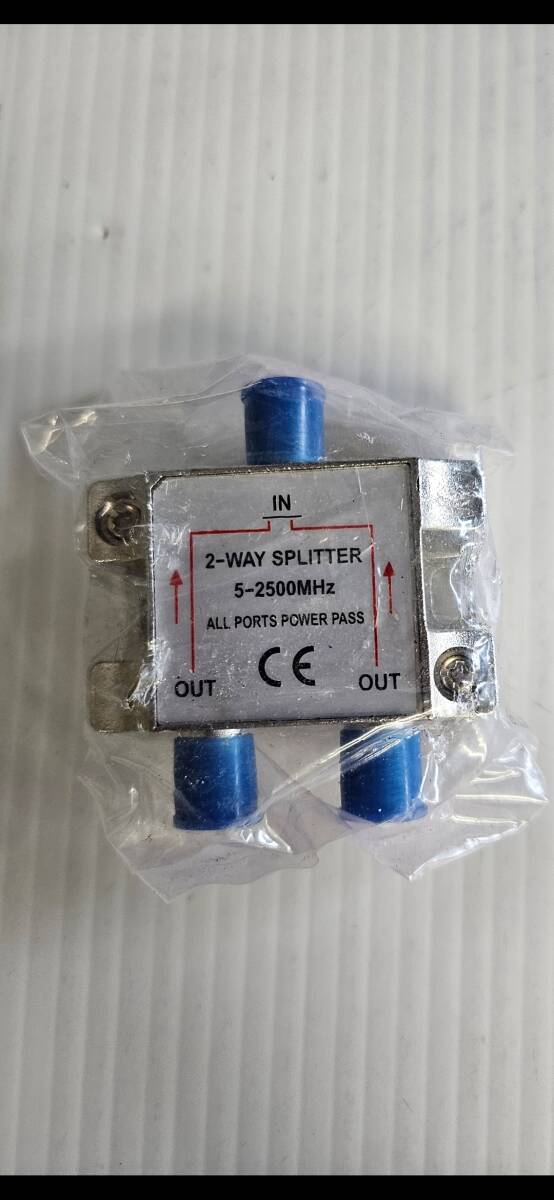 IN
2-WAY SPLITTER
5-2500MHz
ALL PORTS POWER PASS
CE
OUT OUT